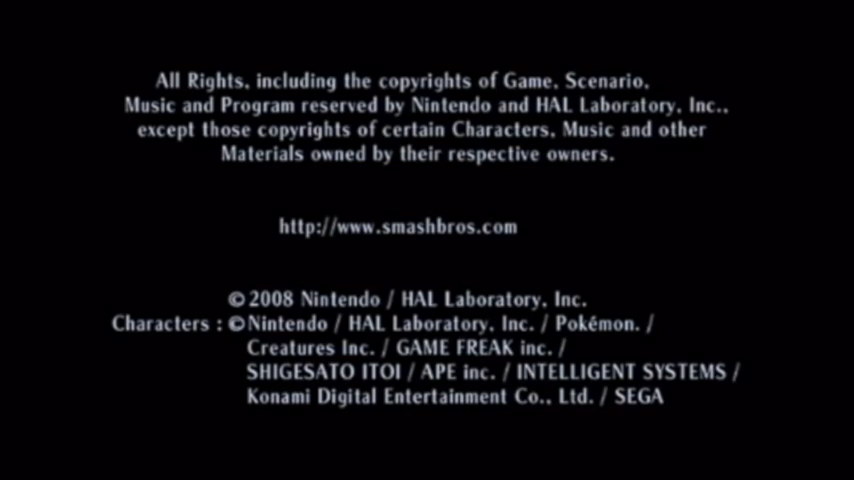 All Rights, including the copyrights of Game, Scenario,
Music and Program reserved by Nintendo and HAL Laboratory, Inc.,
except those copyrights of certain Characters, Music and other
Materials owned by their respective owners.
http://www.smashbros.com
©2008 Nintendo / HAL Laboratory, Inc.
Characters : ©Nintendo / HAL Laboratory, Inc. / Pokémon. /
Creatures Inc. / GAME FREAK inc. /
SHIGESATO ITOI / APE inc. / INTELLIGENT SYSTEMS /
Konami Digital Entertainment Co., Ltd. / SEGA